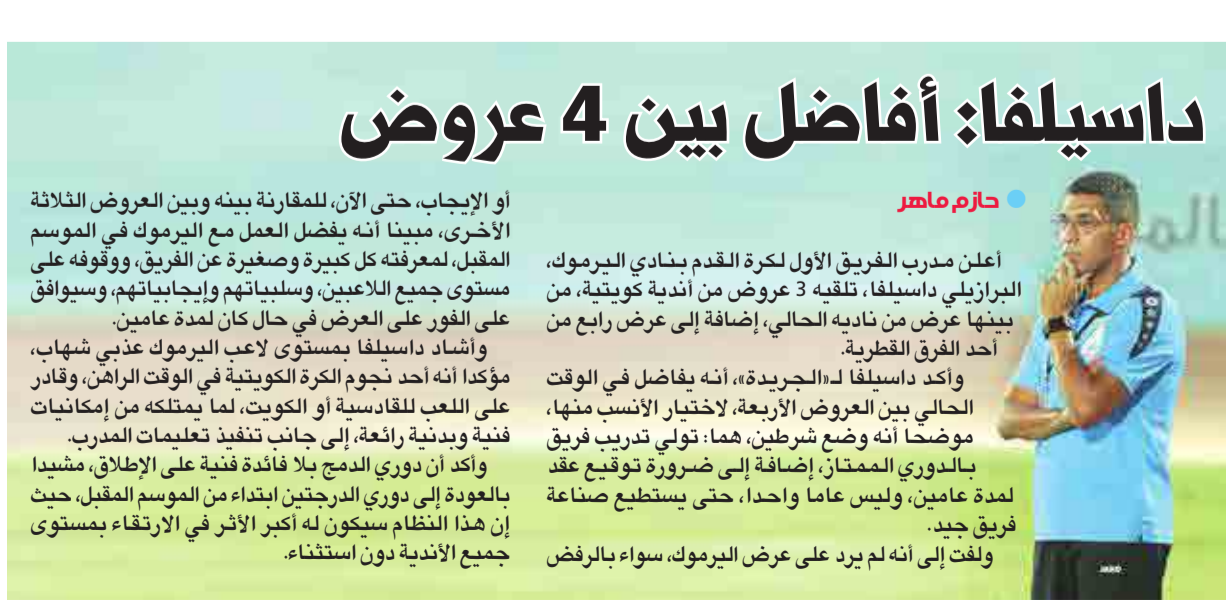 داسيلفا: أفاضل بين 4 عروض
حازم ماهر
أعلن مدرب الفريق الأول لكرة القدم بنادي اليرموك،
البرازيلي داسيلفا، تلقيه 3 عروض من أندية كويتية، من
بينها عرض من ناديه الحالي، إضافة إلى عرض رابع من
أحد الفرق القطرية.
وأكد داسيلفا لـ«الجريدة»، أنه يفاضل في الوقت
الحالي بين العروض الأربعة، لاختيار الأنسب منها،
موضحا أنه وضع شرطين، هما: تولي تدريب فريق
بالدوري الممتاز، إضافة إلى ضرورة توقيع عقد
لمدة عامين، وليس عاما واحدا، حتى يستطيع صناعة
فريق جيد.
ولفت إلى أنه لم يرد على عرض اليرموك، سواء بالرفض
أو الإيجاب، حتى الآن، للمقارنة بينه وبين العروض الثلاثة
الأخرى، مبينا أنه يفضل العمل مع اليرموك في الموسم
المقبل، لمعرفته كل كبيرة وصغيرة عن الفريق، ووقوفه على
مستوى جميع اللاعبين، وسلبياتهم وإيجابياتهم، وسيوافق
على الفور على العرض في حال كان لمدة عامين.
وأشاد داسيلفا بمستوى لاعب اليرموك عذبي شهاب،
مؤكدا أنه أحد نجوم الكرة الكويتية في الوقت الراهن، وقادر
على اللعب للقادسية أو الكويت، لما يمتلكه من إمكانيات
فنية وبدنية رائعة، إلى جانب تنفيذ تعليمات المدرب.
وأكد أن دوري الدمج بلا فائدة فنية على الإطلاق، مشيدا
بالعودة إلى دوري الدرجتين ابتداء من الموسم المقبل، حيث
إن هذا النظام سيكون له أكبر الأثر في الارتقاء بمستوى
جميع الأندية دون استثناء.
JAKO